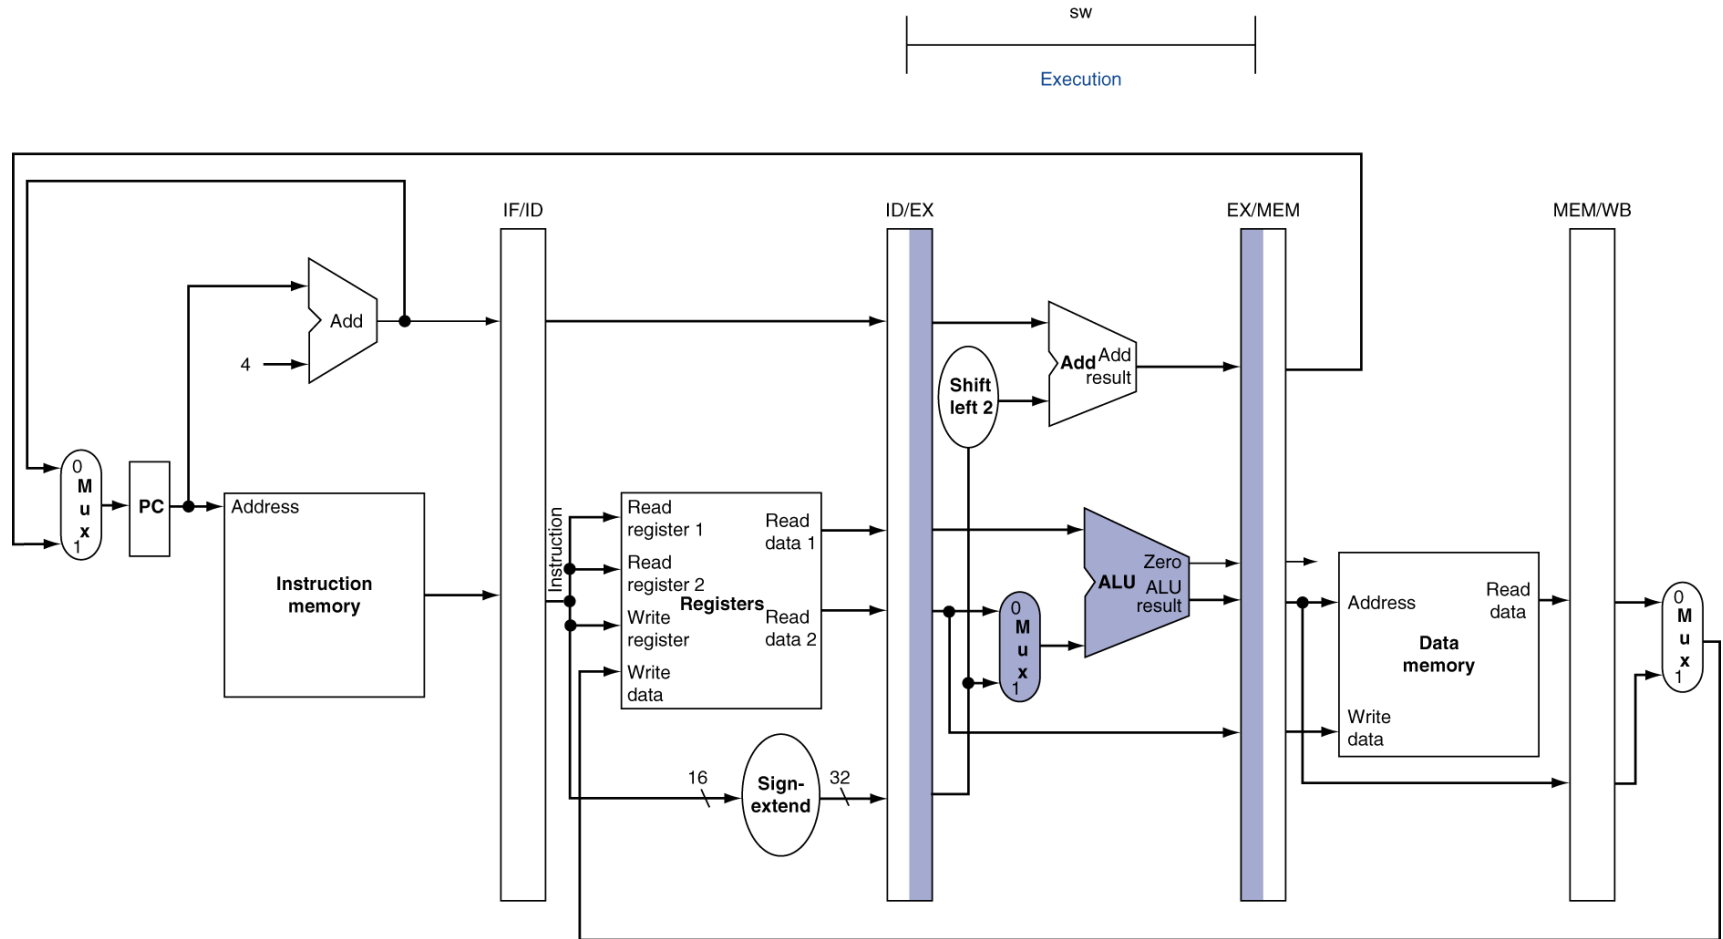 sw
Execution
IF/ID
ID/EX
EX/MEM
MEM/WB
Add
4
Add
Add
result
Shift
left 2
0
M
u
x
1
PC
Address
Instruction
memory
Instruction
Read
register 1
Read
register 2
Write
register
Write
data
Registers
Read
data 1
Read
data 2
16
Sign-
extend
32
0
M
u
x
1
ALU
Zero
ALU
result
Address
Read
data
Data
memory
Write
data
0
M
u
x
1